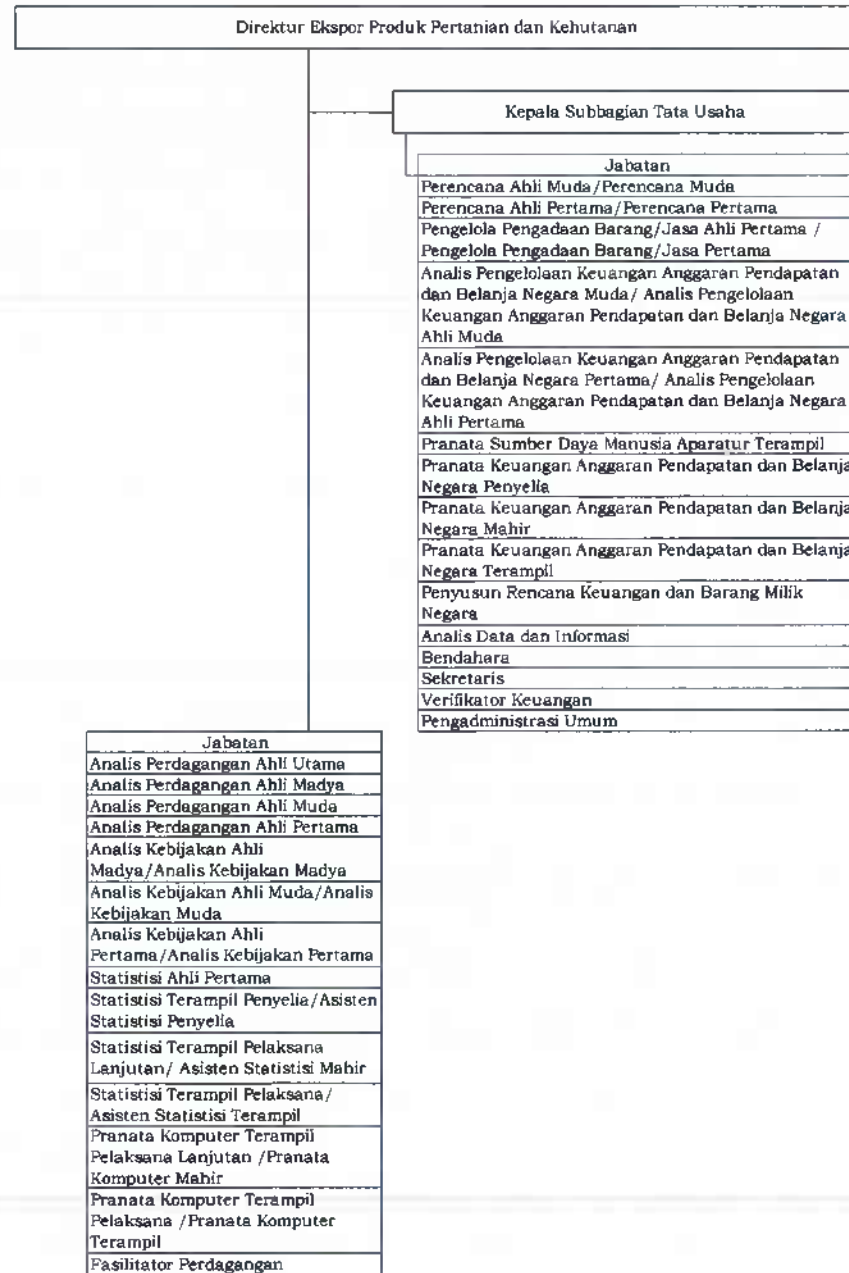 Direktur Ekspor Produk Pertanian dan Kehutanan
Kepala Subbagian Tata Usaha
Jabatan
Perencana Ahli Muda/Perencana Muda
Perencana Ahli Pertama/Perencana Pertama
Pengelola Pengadaan Barang/Jasa Ahli Pertama /
Pengelola Pengadaan Barang/Jasa Pertama
Analis Pengelolaan Keuangan Anggaran Pendapatan
dan Belanja Negara Muda/ Analis Pengelolaan
Keuangan Anggaran Pendapatan dan Belanja Negara
Ahli Muda
Analis Pengelolaan Keuangan Anggaran Pendapatan
dan Belanja Negara Pertama/ Analis Pengelolaan
Keuangan Anggaran Pendapatan dan Belanja Negara
Ahli Pertama
Pranata Sumber Daya Manusia Aparatur Terampil
Pranata Keuangan Anggaran Pendapatan dan Belanja
Negara Penyelia
Pranata Keuangan Anggaran Pendapatan dan Belanja
Negara Mahir
Pranata Keuangan Anggaran Pendapatan dan Belanja
Negara Terampil
Penyusun Rencana Keuangan dan Barang Milik
Negara
Analis Data dan Informasi
Bendahara
Sekretaris
Verifikator Keuangan
Pengadministrasi Umum
Jabatan
Analis Perdagangan Ahli Utama
Analis Perdagangan Ahli Madya
Analis Perdagangan Ahli Muda
Analis Perdagangan Ahli Pertama
Analis Kebijakan Ahli
Madya/Analis Kebijakan Madya
Analis Kebijakan Ahli Muda/Analis
Kebijakan Muda
Analis Kebijakan Ahli
Pertama/Analis Kebijakan Pertama
Statistisi Ahli Pertama
Statistisi Terampil Penyelia/Asisten
Statistisi Penyelia
Statistisi Terampil Pelaksana
Lanjutan/ Asisten Statistisi Mahir
Statistisi Terampil Pelaksana/
Asisten Statistisi Terampil
Pranata Komputer Terampil
Pelaksana Lanjutan /Pranata
Komputer Mahir
Pranata Komputer Terampil
Pelaksana /Pranata Komputer
Terampil
Fasilitator Perdagangan